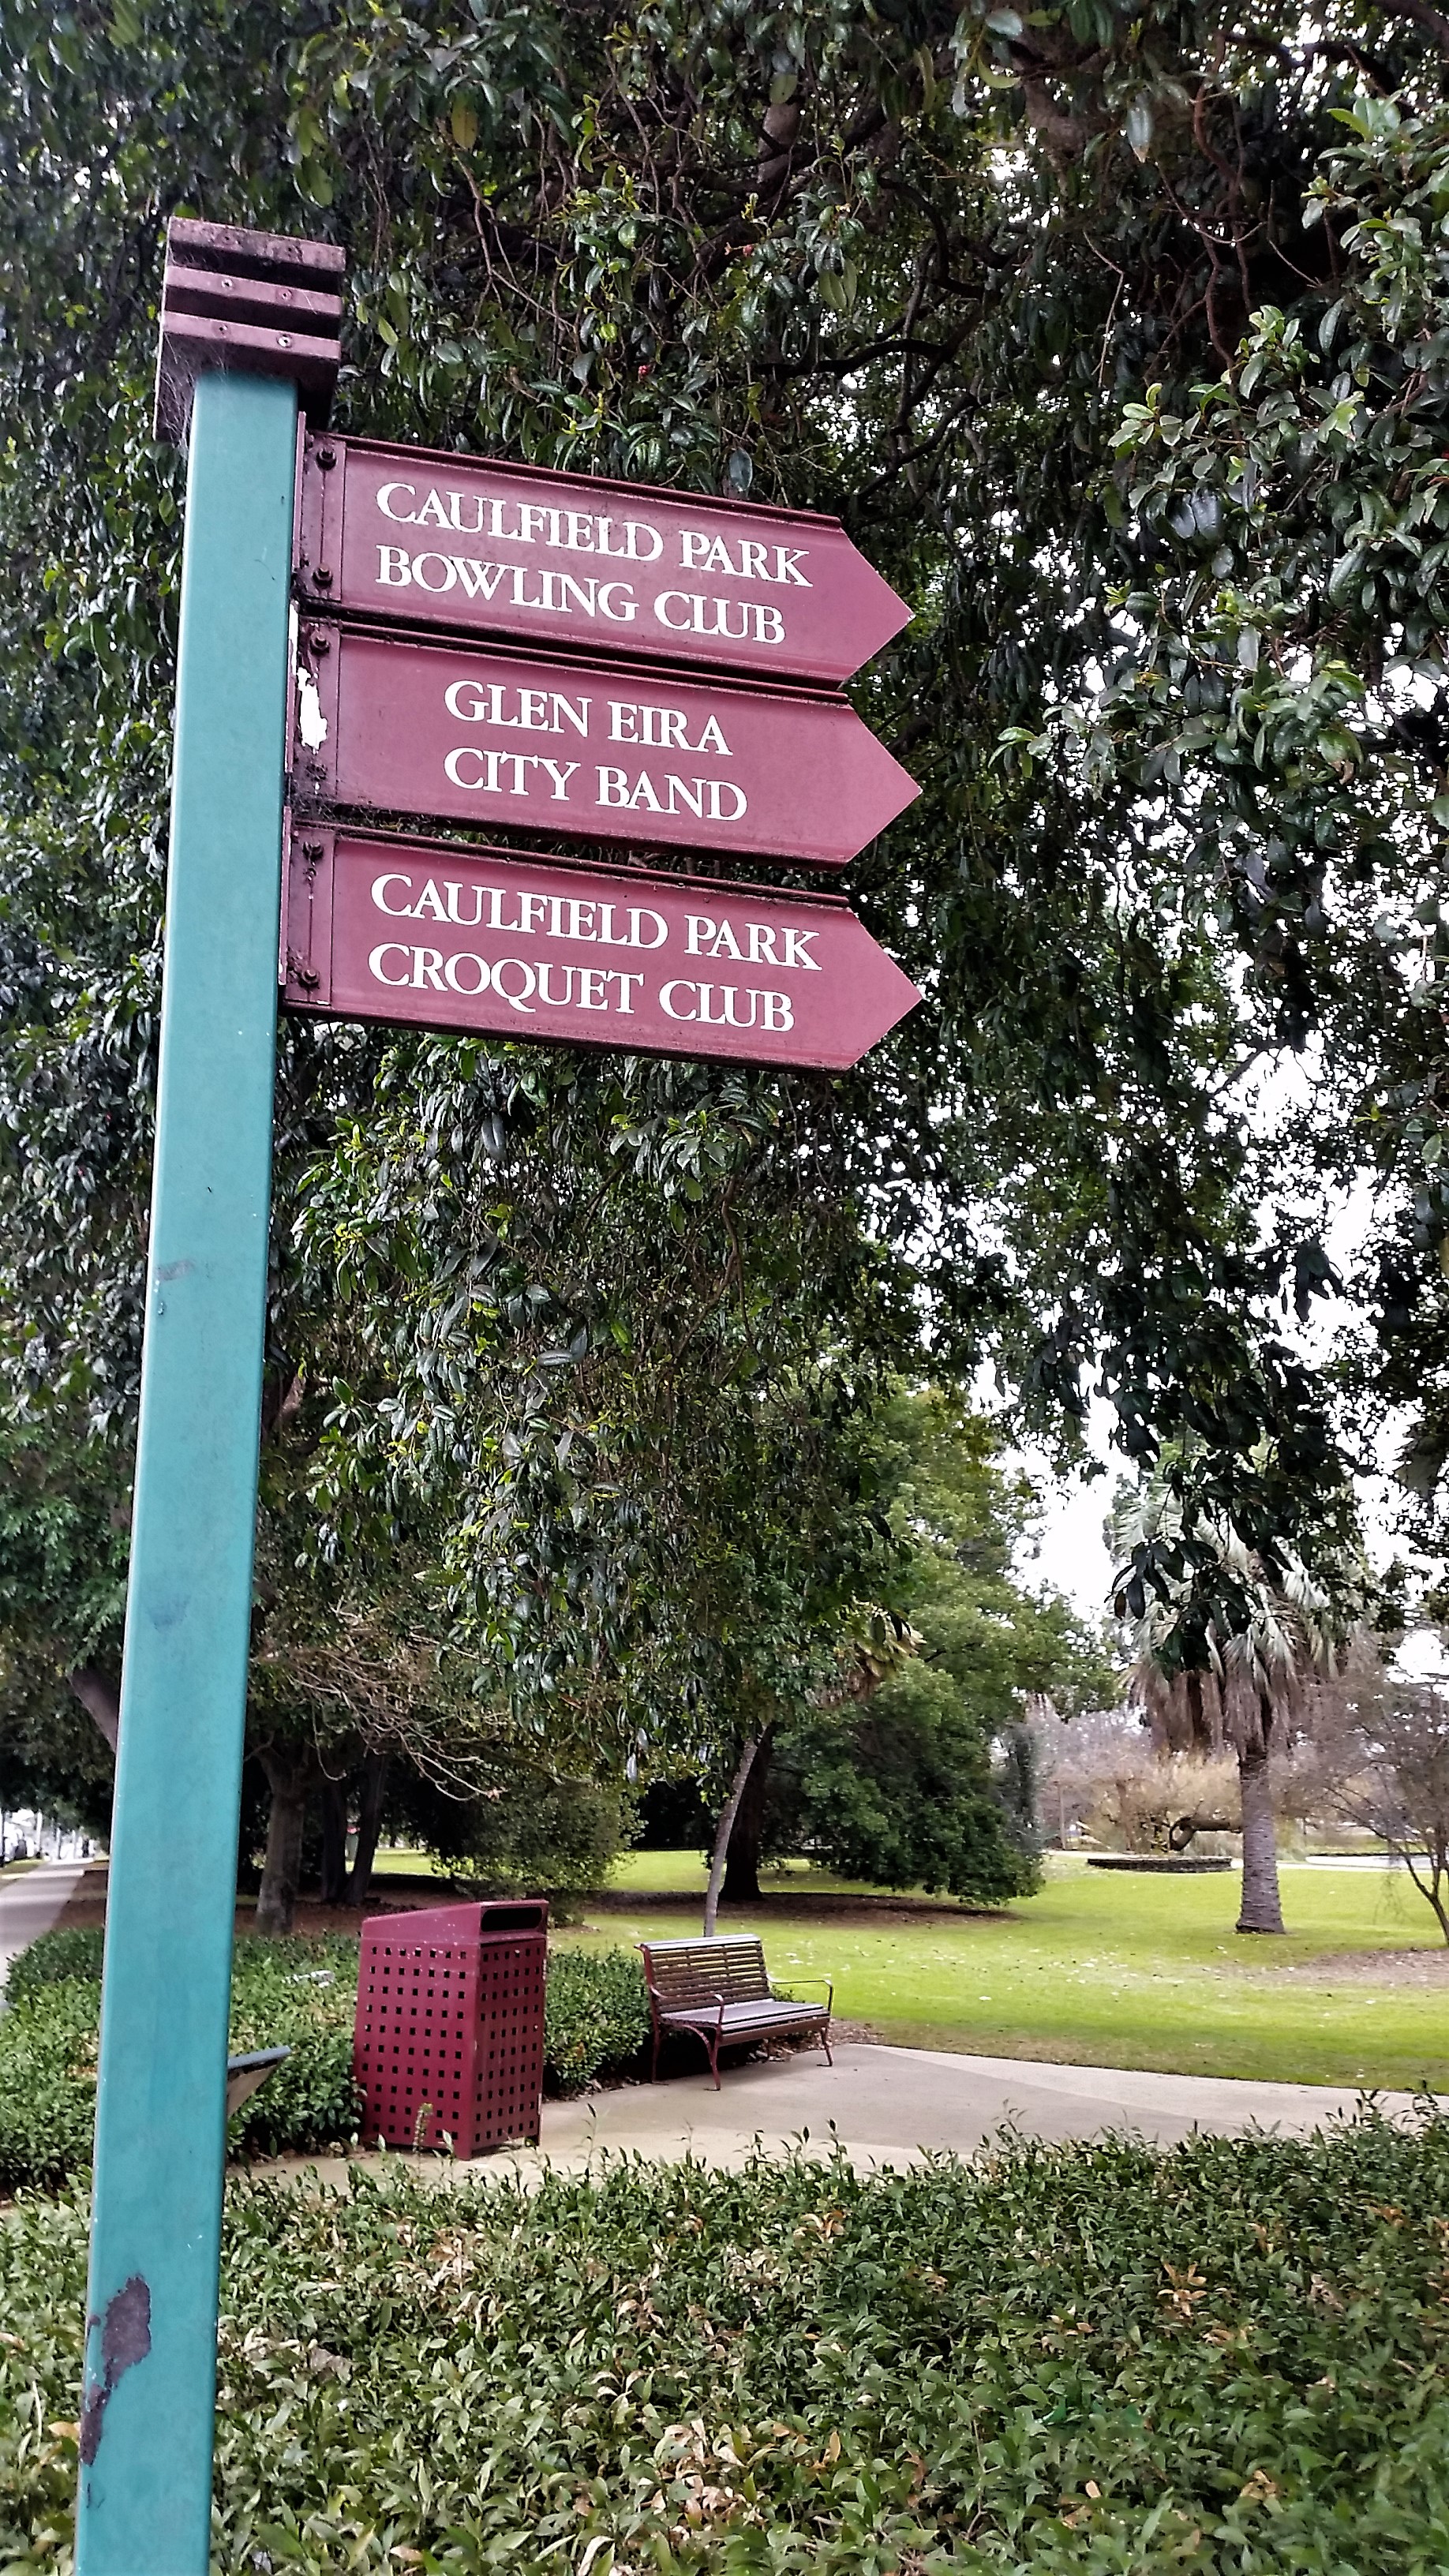 CAULFIELD PARK
BOWLING CLUB
GLEN EIRA
CITY BAND
CAULFIELD PARK
CROQUET CLUB